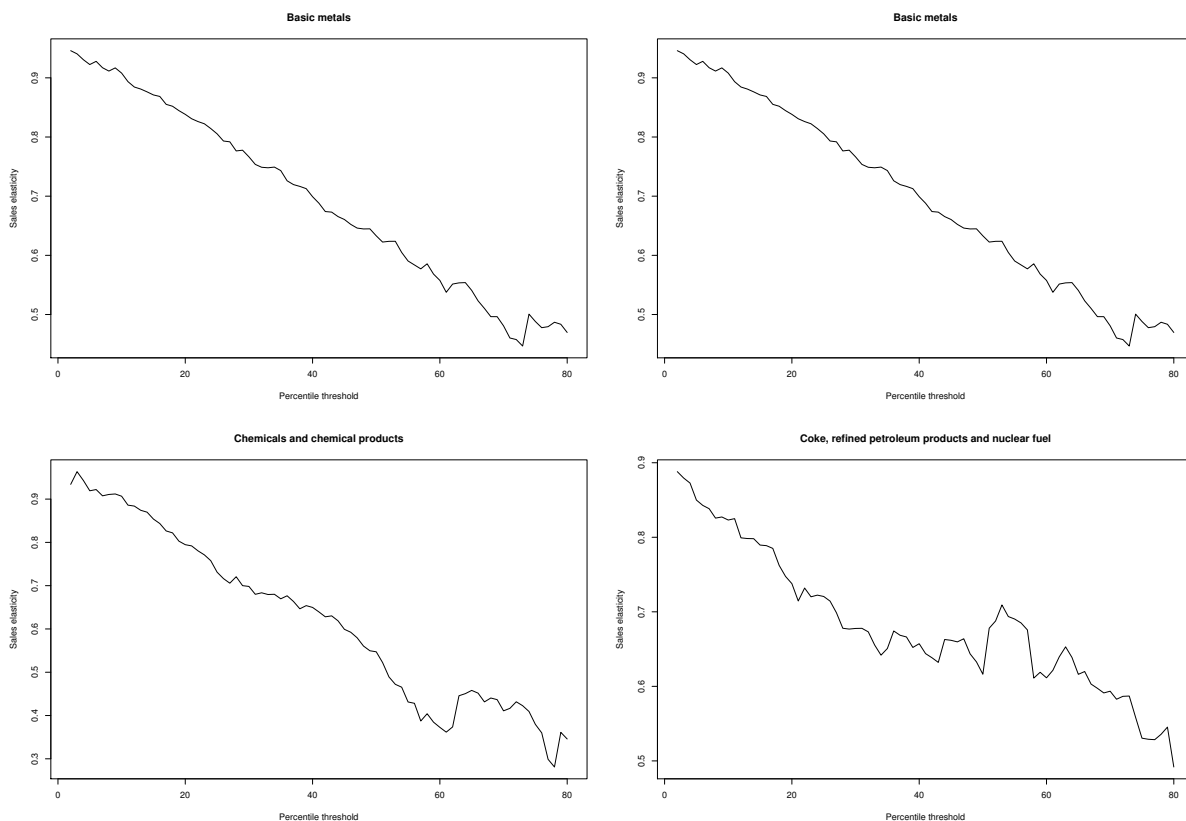 Basic metals
Sales elasticity
0.5 0.6 0.7 0.8 0.9
0 20 40 60 80
Percentile threshold
Basic metals
Sales elasticity
0.5 0.6 0.7 0.8 0.9
0 20 40 60 80
Percentile threshold
Chemicals and chemical products
Sales elasticity
0.3 0.4 0.5 0.6 0.7 0.8 0.9
0 20 40 60 80
Percentile threshold
Coke, refined petroleum products and nuclear fuel
Sales elasticity
0.5 0.6 0.7 0.8 0.9
0 20 40 60 80
Percentile threshold